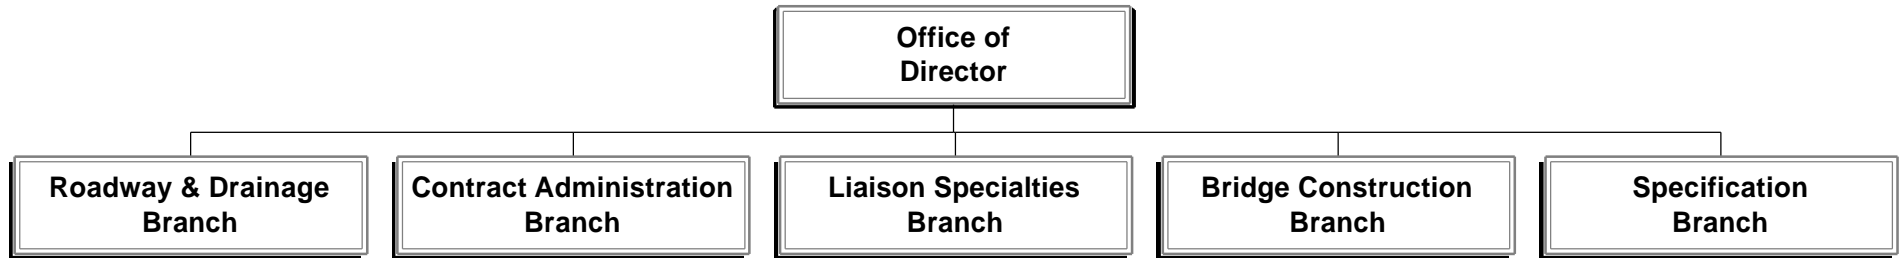 Office of
Director
Roadway & Drainage
Branch
Contract Administration
Branch
Liaison Specialties
Branch
Bridge Construction
Branch
Specification
Branch